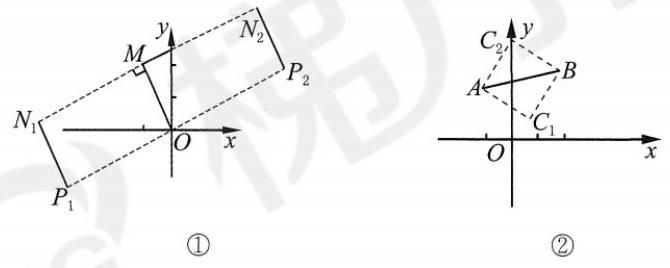 y
N₂
M
P₂
N₁
O
x
P₁
①
C₂
y
B
A
C₁
O
x
②